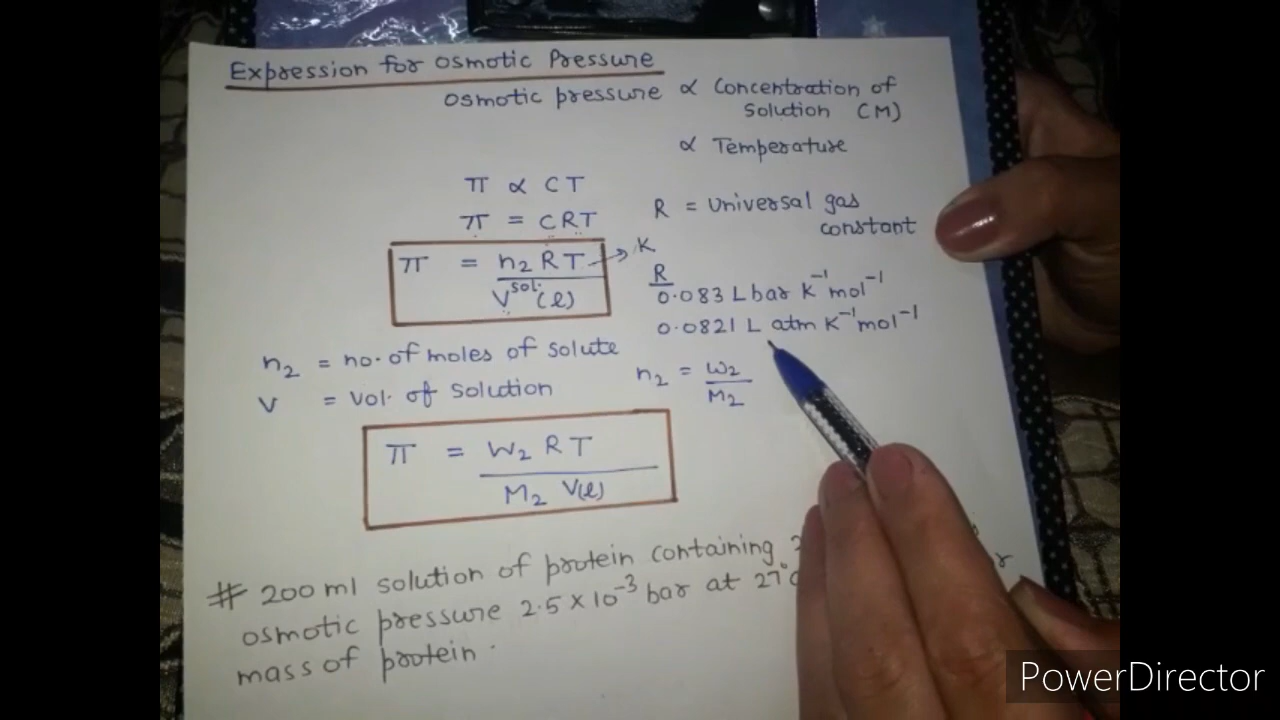 Expression for Osmotic Pressure
Osmotic pressure ∝ Concentration of
Solution (M)
∝ Temperature
π ∝ CT
π = CRT
R = Universal gas
constant
π = n₂ R T → K
V sol. (l)
R
0.083 L bar K⁻¹ mol⁻¹
0.0821 L atm K⁻¹ mol⁻¹
n₂ = no. of moles of solute
V = Vol. of Solution
n₂ = W₂
M₂
π = W₂ R T
M₂ V(l)
# 200 ml solution of protein containing
osmotic pressure 2.5 × 10⁻³ bar at 27°
mass of protein.
PowerDirector